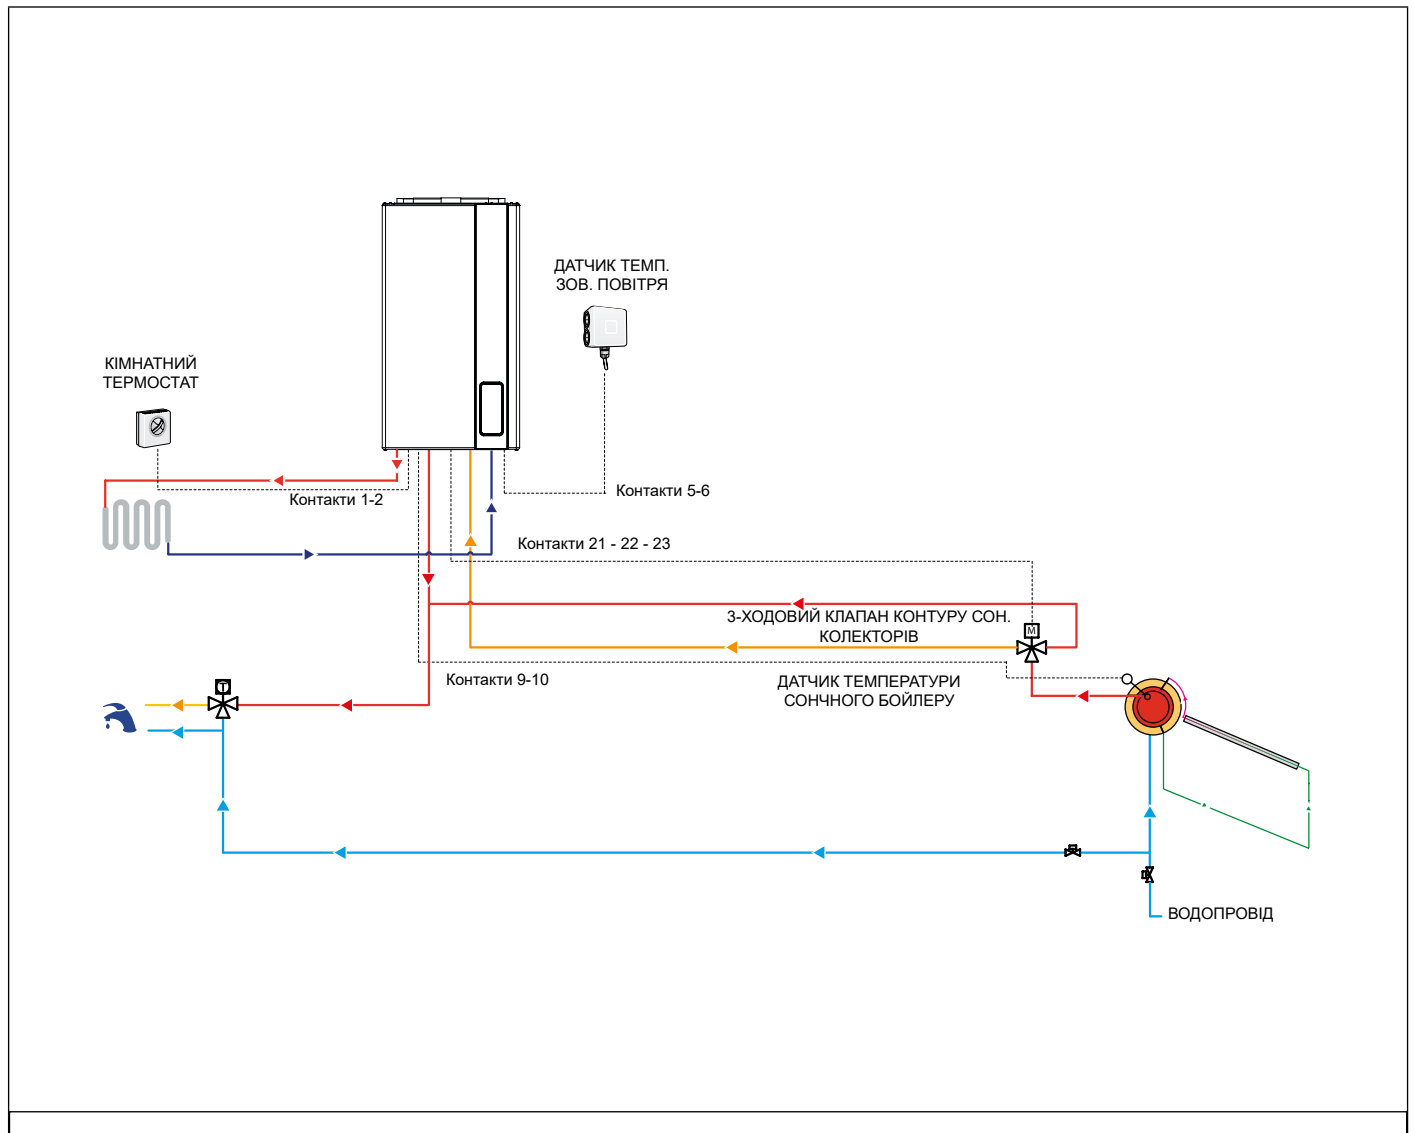 ДАТЧИК ТЕМП.
ЗОВ. ПОВІТРЯ
КІМНАТНИЙ
ТЕРМОСТАТ
Контакти 1-2
Контакти 5-6
Контакти 21 - 22 - 23
3-ХОДОВИЙ КЛАПАН КОНТУРУ СОН.
КОЛЕКТОРІВ
M
Контакти 9-10
ДАТЧИК ТЕМПЕРАТУРИ
СОНЧНОГО БОЙЛЕРУ
T
ВОДОПРОВІД